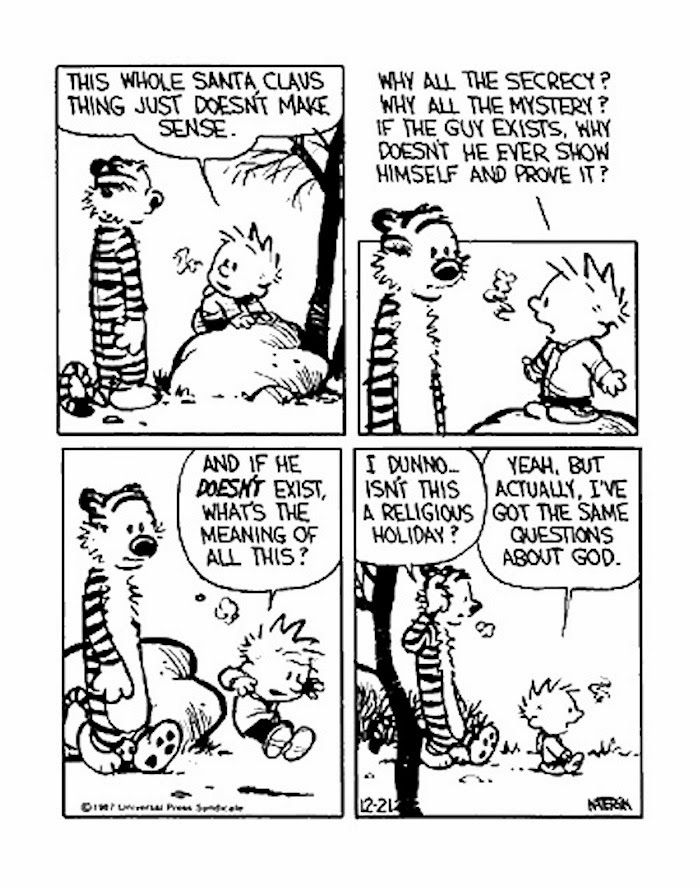 THIS WHOLE SANTA CLAUS
THING JUST DOESN'T MAKE
SENSE.
WHY ALL THE SECRECY?
WHY ALL THE MYSTERY?
IF THE GUY EXISTS, WHY
DOESN'T HE EVER SHOW
HIMSELF AND PROVE IT?
AND IF HE
DOESN'T EXIST,
WHAT'S THE
MEANING OF
ALL THIS?
I DUNNO...
ISN'T THIS
A RELIGIOUS
HOLIDAY?
YEAH, BUT
ACTUALLY, I'VE
GOT THE SAME
QUESTIONS
ABOUT GOD.
©1987 Universal Press Syndicate
12-21